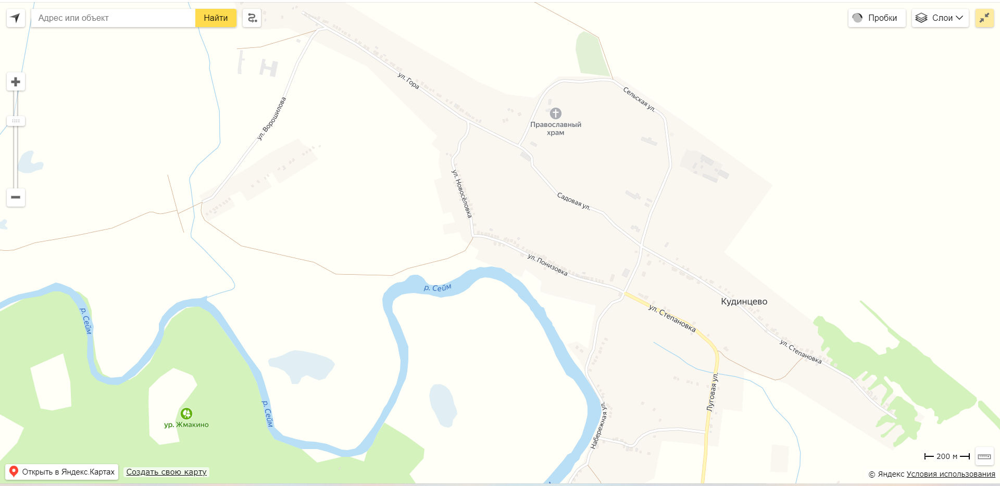 Адрес или объект
Найти
Пробки
Слои
ул. Гора
Сельская ул.
ул. Ворошилова
Православный
храм
ул. Новосёловка
Садовая ул.
ул. Понизовка
р. Сейм
Кудинцево
ул. Степановка
р. Сейм
ул. Степановка
Луговая ул.
р. Сейм
ур. Жмакино
Набережная ул.
200 м
Открыть в Яндекс.Картах
Создать свою карту
© Яндекс Условия использования